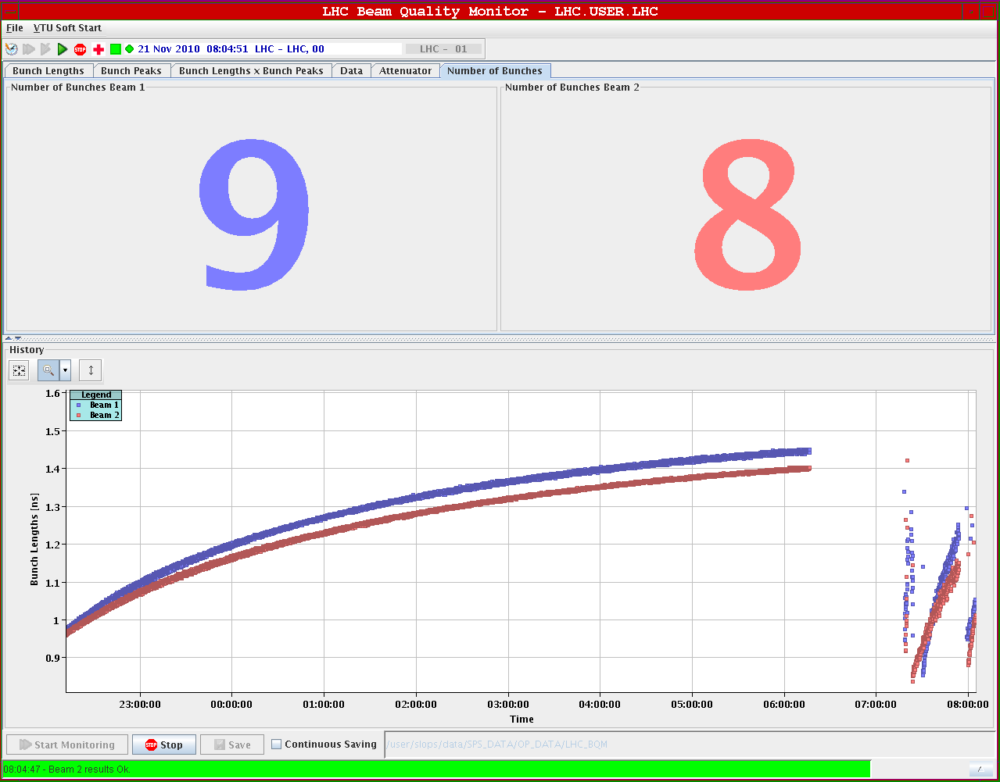 LHC Beam Quality Monitor - LHC.USER.LHC
File VTU Soft Start
STOP 21 Nov 2010 08:04:51 LHC - LHC, 00 LHC - 01
Bunch Lengths Bunch Peaks Bunch Lengths x Bunch Peaks Data Attenuator Number of Bunches
Number of Bunches Beam 1 Number of Bunches Beam 2
9 8
History
Legend
Beam 1
Beam 2
1.6
1.5
1.4
1.3
1.2
1.1
1
0.9
Bunch Lengths [ns]
23:00:00 00:00:00 01:00:00 02:00:00 03:00:00 04:00:00 05:00:00 06:00:00 07:00:00 08:00:00
Time
Start Monitoring STOP Stop Save Continuous Saving /user/slops/data/SPS_DATA/OP_DATA/LHC_BQM
08:04:47 - Beam 2 results Ok.